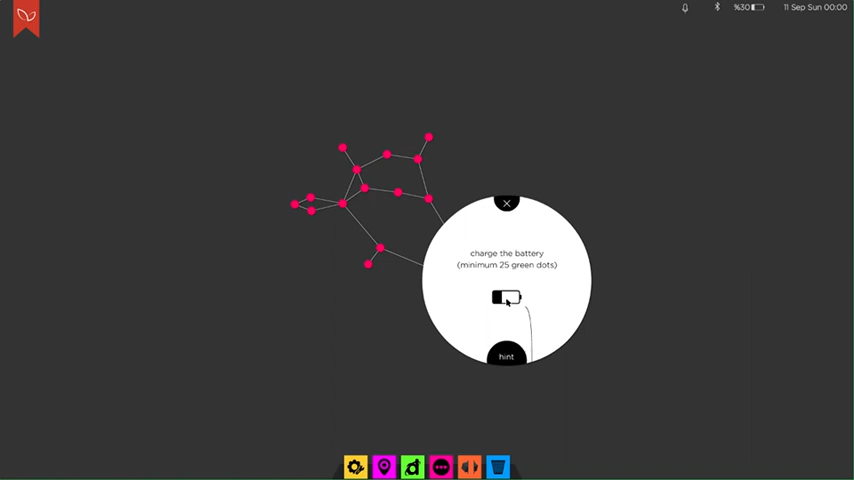 %30 11 Sep Sun 00:00
charge the battery
(minimum 25 green dots)
hint
d